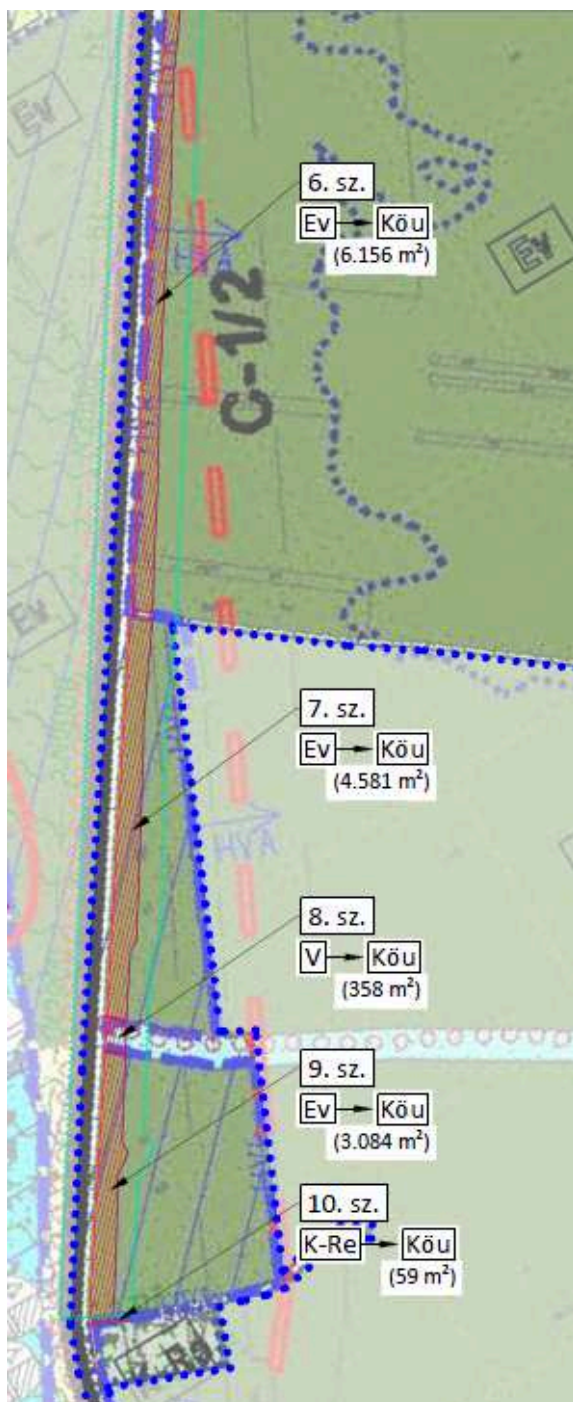 Ev
6. sz.
Ev → Köu
(6.156 m²)
Ev
C-1/2
Ev
7. sz.
Ev → Köu
(4.581 m²)
HVA
8. sz.
V → Köu
(358 m²)
9. sz.
Ev → Köu
(3.084 m²)
10. sz.
K-Re → Köu
(59 m²)